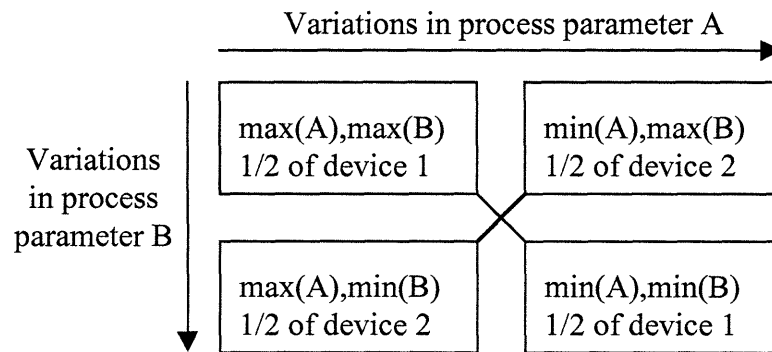 Variations in process parameter A
Variations
in process
parameter B
max(A),max(B)
1/2 of device 1
min(A),max(B)
1/2 of device 2
max(A),min(B)
1/2 of device 2
min(A),min(B)
1/2 of device 1